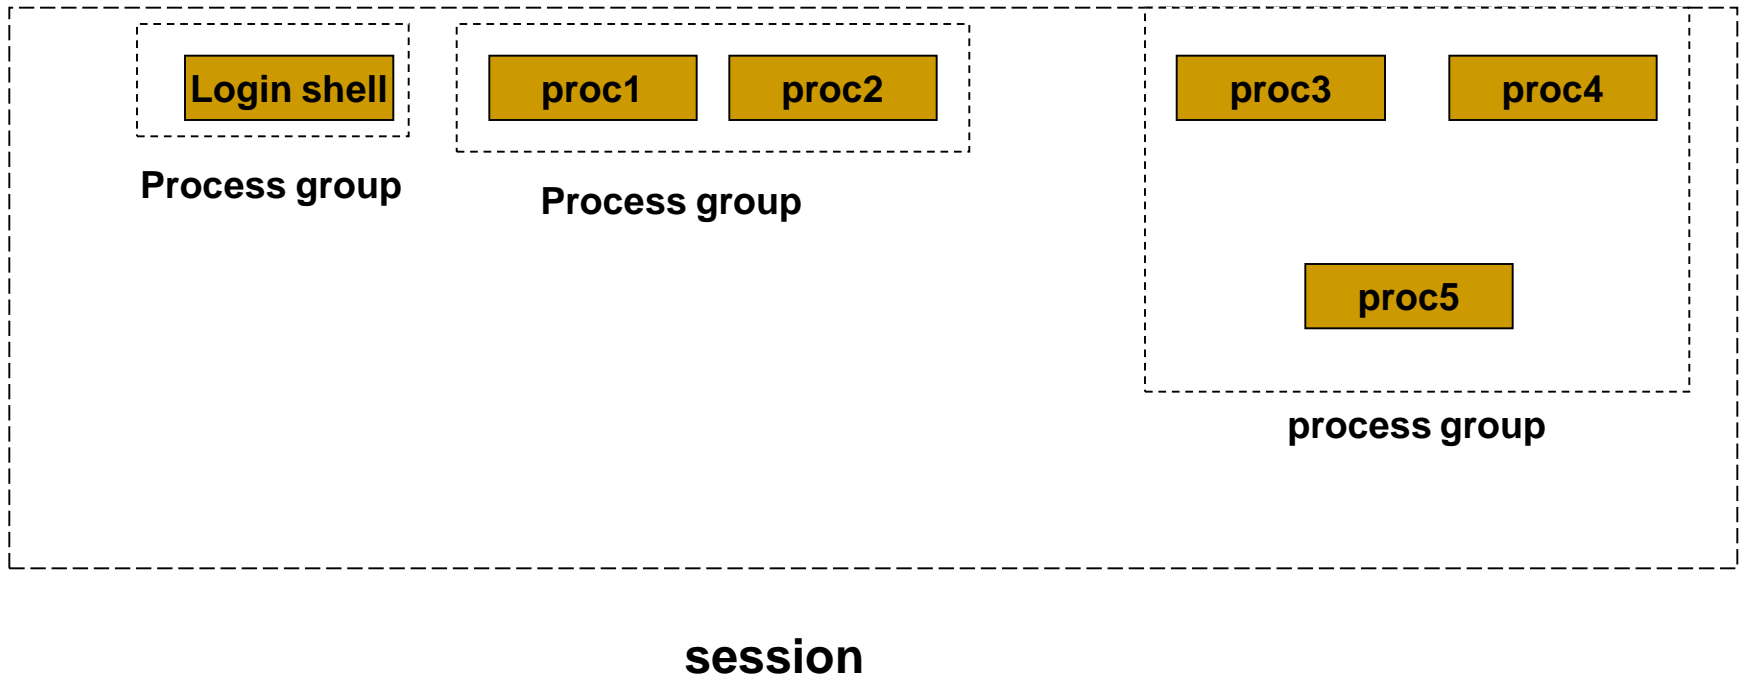 Login shell
proc1
proc2
proc3
proc4
Process group
Process group
proc5
process group
session